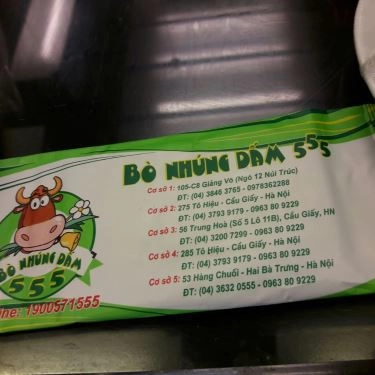 BÒ NHÚNG DẤM 555
Cơ sở 1: 105-C8 Giảng Võ (Ngõ 12 Núi Trúc)
ĐT: (04) 3846 3765 - 0978362288
Cơ sở 2: 275 Tô Hiệu - Cầu Giấy - Hà Nội
ĐT: (04) 3793 9179 - 0963 80 9229
Cơ sở 3: 56 Trung Hoà (Số 5 Lô 11B), Cầu Giấy, HN
ĐT: (04) 3200 7299 - 0963 80 9229
Cơ sở 4: 285 Tô Hiệu - Cầu Giấy - Hà Nội
ĐT: (04) 3793 9179 - 0963 80 9229
Cơ sở 5: 53 Hàng Chuối - Hai Bà Trưng - Hà Nội
ĐT: (04) 3632 0555 - 0963 80 9229
BÒ NHÚNG DẤM
555
ine: 1900571555